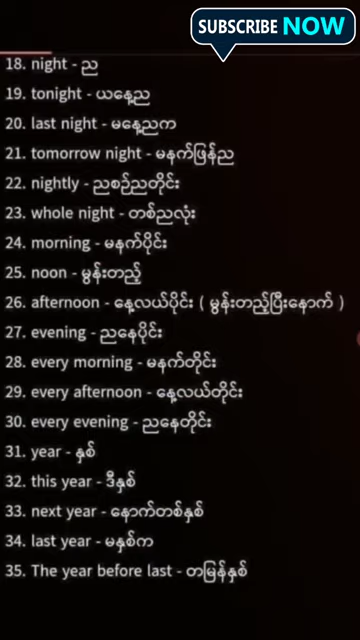 SUBSCRIBE NOW
18. night - ည
19. tonight - ယနေ့ည
20. last night - မနေ့ညက
21. tomorrow night - မနက်ဖြန်ည
22. nightly - ညစဉ်ညတိုင်း
23. whole night - တစ်ညလုံး
24. morning - မနက်ပိုင်း
25. noon - မွန်းတည့်
26. afternoon - နေ့လယ်ပိုင်း ( မွန်းတည့်ပြီးနောက် )
27. evening - ညနေပိုင်း
28. every morning - မနက်တိုင်း
29. every afternoon - နေ့လယ်တိုင်း
30. every evening - ညနေတိုင်း
31. year - နှစ်
32. this year - ဒီနှစ်
33. next year - နောက်တစ်နှစ်
34. last year - မနှစ်က
35. The year before last - တမြန်နှစ်